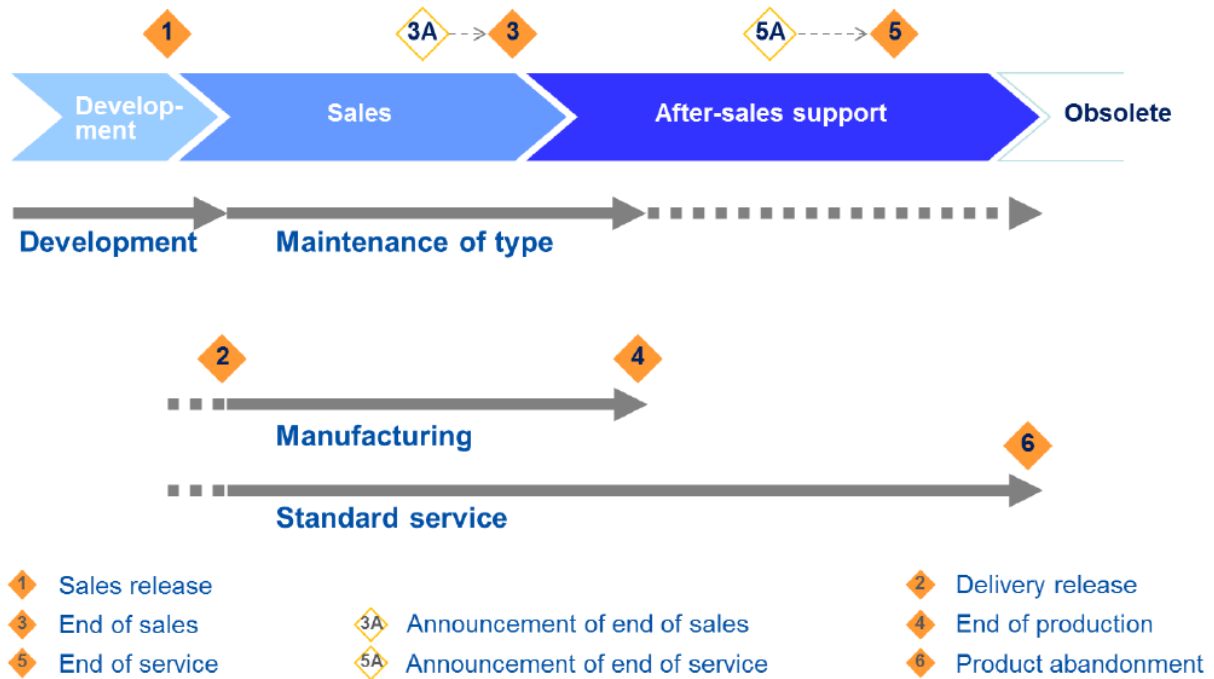 1
3A
3
5A
5
Develop-
ment
Sales
After-sales support
Obsolete
Development
Maintenance of type
2
4
Manufacturing
6
Standard service
1 Sales release
2 Delivery release
3 End of sales
3A Announcement of end of sales
4 End of production
5 End of service
5A Announcement of end of service
6 Product abandonment